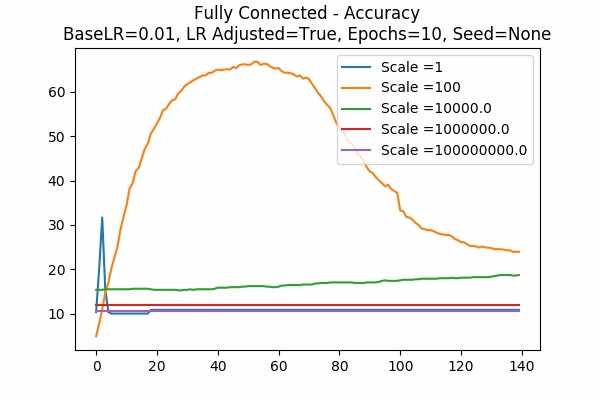 Fully Connected - Accuracy
BaseLR=0.01, LR Adjusted=True, Epochs=10, Seed=None
Scale =1
Scale =100
Scale =10000.0
Scale =1000000.0
Scale =100000000.0
60
50
40
30
20
10
0 20 40 60 80 100 120 140